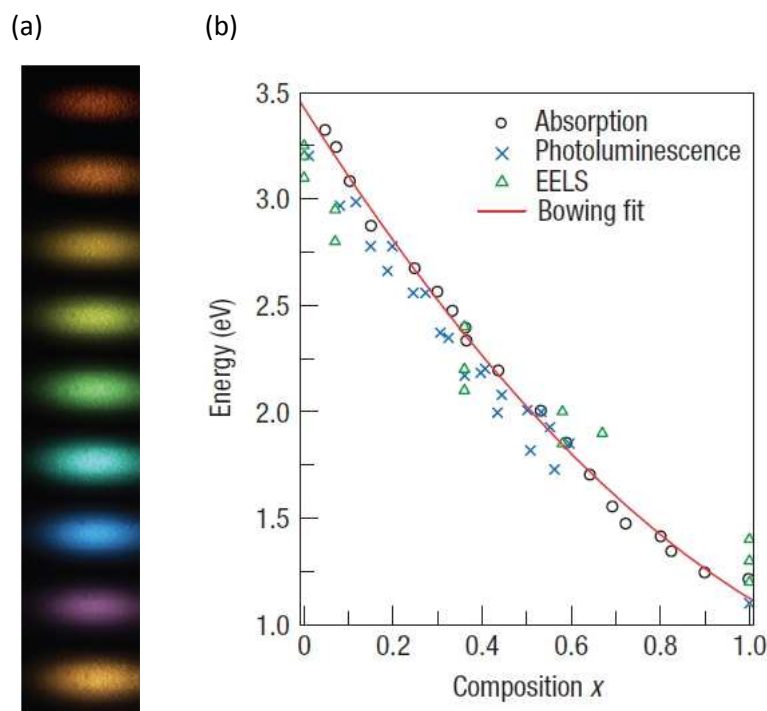 (a)
(b)
3.5
3.0
2.5
2.0
1.5
1.0
Energy (eV)
Absorption
Photoluminescence
EELS
Bowing fit
0
0.2
0.4
0.6
0.8
1.0
Composition x